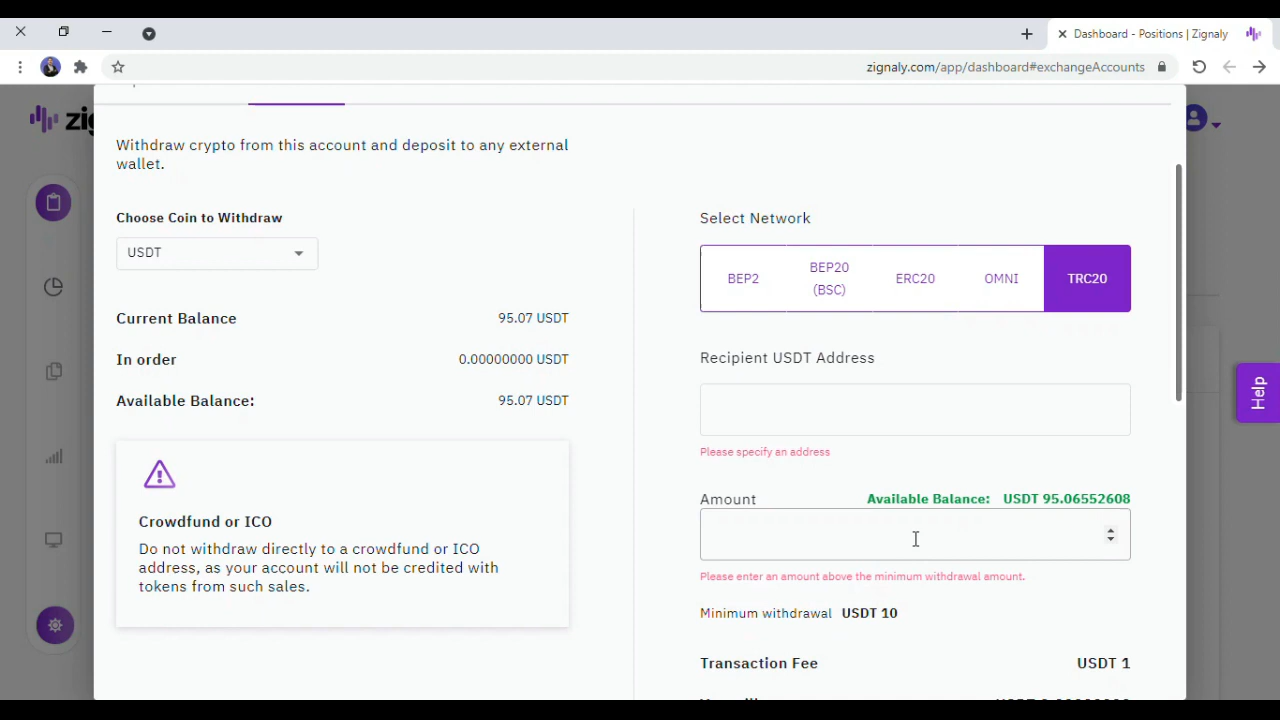 Dashboard - Positions | Zignaly
zignaly.com/app/dashboard#exchangeAccounts
zig
Withdraw crypto from this account and deposit to any external
wallet.
Choose Coin to Withdraw
USDT
Current Balance 95.07 USDT
In order 0.00000000 USDT
Available Balance: 95.07 USDT
Crowdfund or ICO
Do not withdraw directly to a crowdfund or ICO
address, as your account will not be credited with
tokens from such sales.
Select Network
BEP2
BEP20
(BSC)
ERC20
OMNI
TRC20
Recipient USDT Address
Please specify an address
Amount Available Balance: USDT 95.06552608
Please enter an amount above the minimum withdrawal amount.
Minimum withdrawal USDT 10
Transaction Fee USDT 1
Help